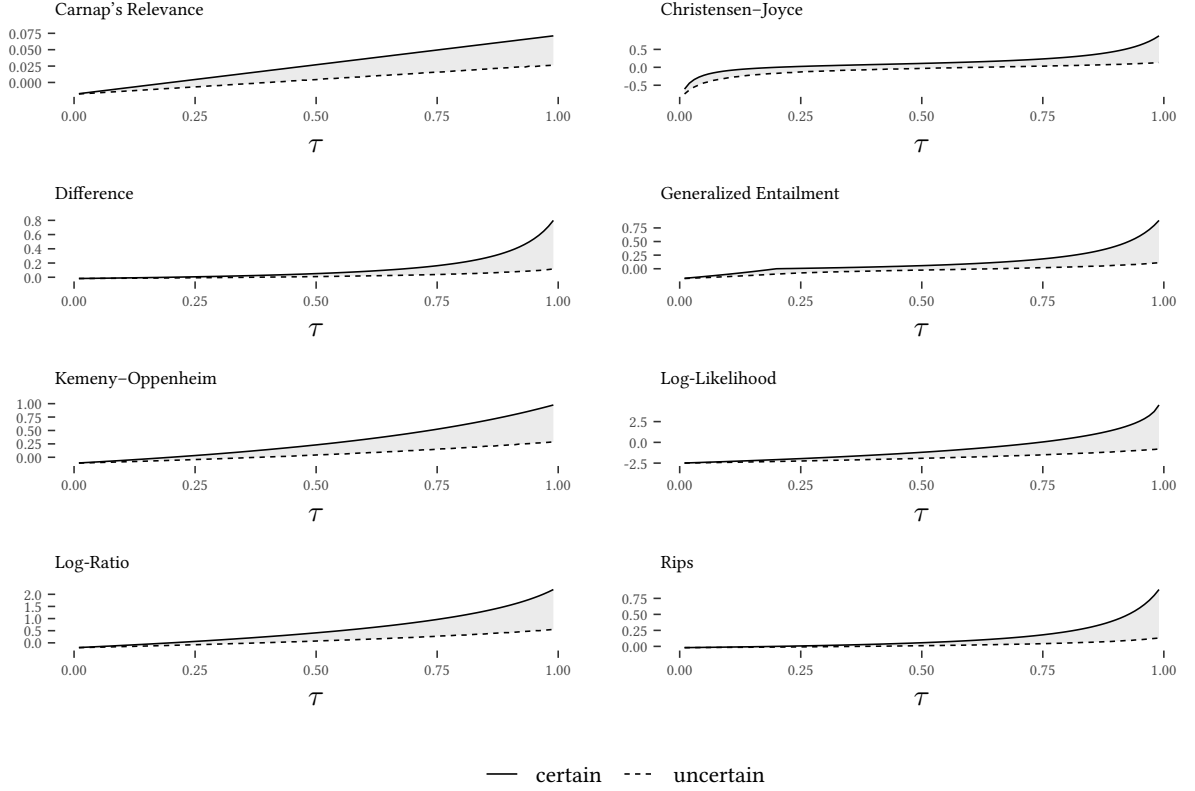 Carnap’s Relevance
0.075
0.050
0.025
0.000
0.00 0.25 0.50 0.75 1.00
τ
Christensen–Joyce
0.5
0.0
-0.5
0.00 0.25 0.50 0.75 1.00
τ
Difference
0.8
0.6
0.4
0.2
0.0
0.00 0.25 0.50 0.75 1.00
τ
Generalized Entailment
0.75
0.50
0.25
0.00
0.00 0.25 0.50 0.75 1.00
τ
Kemeny–Oppenheim
1.00
0.75
0.50
0.25
0.00
0.00 0.25 0.50 0.75 1.00
τ
Log-Likelihood
2.5
0.0
-2.5
0.00 0.25 0.50 0.75 1.00
τ
Log-Ratio
2.0
1.5
1.0
0.5
0.0
0.00 0.25 0.50 0.75 1.00
τ
Rips
0.75
0.50
0.25
0.00
0.00 0.25 0.50 0.75 1.00
τ
certain uncertain